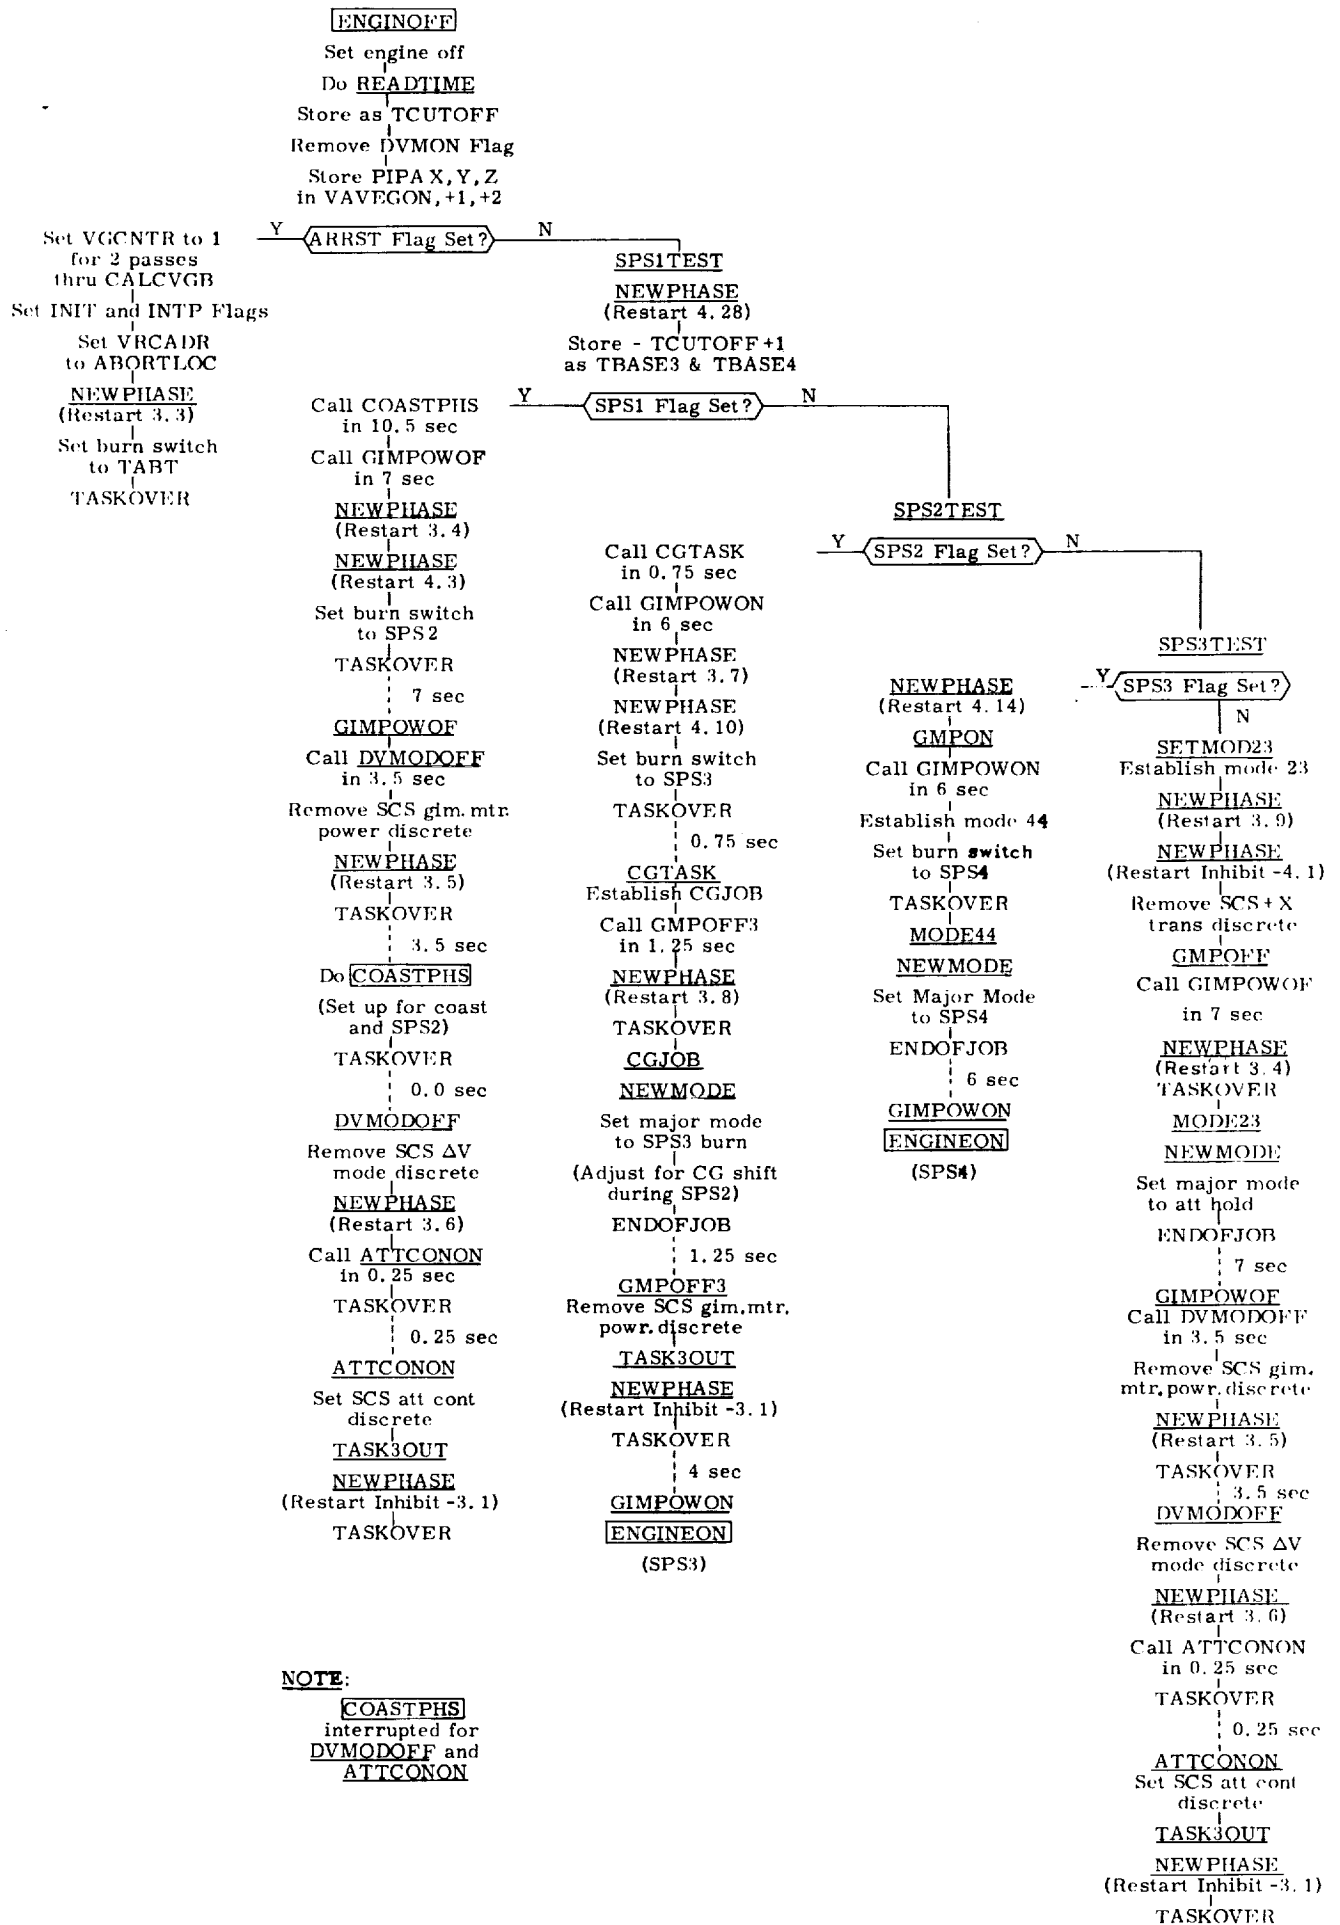 ENGINOFF
Set engine off
Do READTIME
Store as TCUTOFF
Remove DVMON Flag
Store PIPA X, Y, Z
in VAVEGON, +1, +2
ARRST Flag Set?
Y
N
Set VGCNTR to 1
for 2 passes
thru CALCVGB
Set INIT and INTP Flags
Set VRCADR
to ABORTLOC
NEWPHASE
(Restart 3.3)
Set burn switch
to TABT
TASKOVER
SPS1TEST
NEWPHASE
(Restart 4.28)
Store - TCUTOFF+1
as TBASE3 & TBASE4
SPS1 Flag Set?
Y
N
Call COASTPHS
in 10.5 sec
Call GIMPOWOF
in 7 sec
NEWPHASE
(Restart 3.4)
NEWPHASE
(Restart 4.3)
Set burn switch
to SPS2
TASKOVER
7 sec
GIMPOWOF
Call DVMODOFF
in 3.5 sec
Remove SCS gim. mtr.
power discrete
NEWPHASE
(Restart 3.5)
TASKOVER
3.5 sec
Do COASTPHS
(Set up for coast
and SPS2)
TASKOVER
0.0 sec
DVMODOFF
Remove SCS ΔV
mode discrete
NEWPHASE
(Restart 3.6)
Call ATTCONON
in 0.25 sec
TASKOVER
0.25 sec
ATTCONON
Set SCS att cont
discrete
TASK3OUT
NEWPHASE
(Restart Inhibit -3.1)
TASKOVER
SPS2TEST
SPS2 Flag Set?
Y
N
Call CGTASK
in 0.75 sec
Call GIMPOWON
in 6 sec
NEWPHASE
(Restart 3.7)
NEWPHASE
(Restart 4.10)
Set burn switch
to SPS3
TASKOVER
0.75 sec
CGTASK
Establish CGJOB
Call GMPOFF3
in 1.25 sec
NEWPHASE
(Restart 3.8)
TASKOVER
CGJOB
NEWMODE
Set major mode
to SPS3 burn
(Adjust for CG shift
during SPS2)
ENDOFJOB
1.25 sec
GMPOFF3
Remove SCS gim.mtr.
powr.discrete
TASK3OUT
NEWPHASE
(Restart Inhibit -3.1)
TASKOVER
4 sec
GIMPOWON
ENGINEON
(SPS3)
SPS3TEST
SPS3 Flag Set?
Y
N
NEWPHASE
(Restart 4.14)
GMPON
Call GIMPOWON
in 6 sec
Establish mode 44
Set burn switch
to SPS4
TASKOVER
MODE44
NEWMODE
Set Major Mode
to SPS4
ENDOFJOB
6 sec
GIMPOWON
ENGINEON
(SPS4)
SETMOD23
Establish mode 23
NEWPHASE
(Restart 3.9)
NEWPHASE
(Restart Inhibit -4.1)
Remove SCS + X
trans discrete
GMPOFF
Call GIMPOWOF
in 7 sec
NEWPHASE
(Restart 3.4)
TASKOVER
MODE23
NEWMODE
Set major mode
to att hold
ENDOFJOB
7 sec
GIMPOWOF
Call DVMODOFF
in 3.5 sec
Remove SCS gim.
mtr.powr.discrete
NEWPHASE
(Restart 3.5)
TASKOVER
3.5 sec
DVMODOFF
Remove SCS ΔV
mode discrete
NEWPHASE
(Restart 3.6)
Call ATTCONON
in 0.25 sec
TASKOVER
0.25 sec
ATTCONON
Set SCS att cont
discrete
TASK3OUT
NEWPHASE
(Restart Inhibit -3.1)
TASKOVER
NOTE:
COASTPHS
interrupted for
DVMODOFF and
ATTCONON